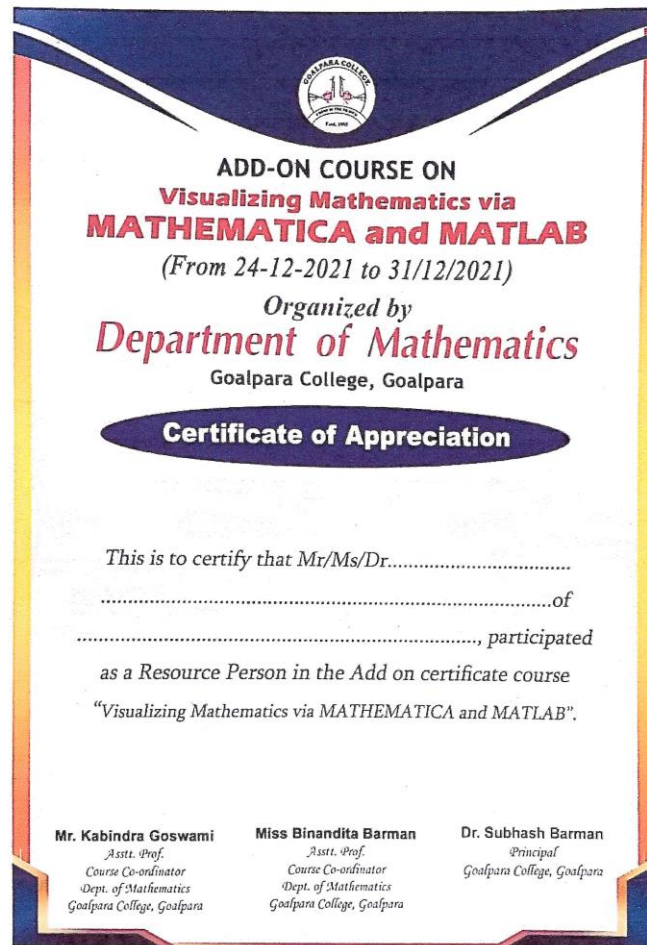 GOALPARA COLLEGE
Estd. 1955
ADD-ON COURSE ON
Visualizing Mathematics via
MATHEMATICA and MATLAB
(From 24-12-2021 to 31/12/2021)
Organized by
Department of Mathematics
Goalpara College, Goalpara
Certificate of Appreciation
This is to certify that Mr/Ms/Dr..................................
....................................................................................of
.........................................................................., participated
as a Resource Person in the Add on certificate course
“Visualizing Mathematics via MATHEMATICA and MATLAB”.
Mr. Kabindra Goswami
Asstt. Prof.
Course Co-ordinator
Dept. of Mathematics
Goalpara College, Goalpara
Miss Binandita Barman
Asstt. Prof.
Course Co-ordinator
Dept. of Mathematics
Goalpara College, Goalpara
Dr. Subhash Barman
Principal
Goalpara College, Goalpara